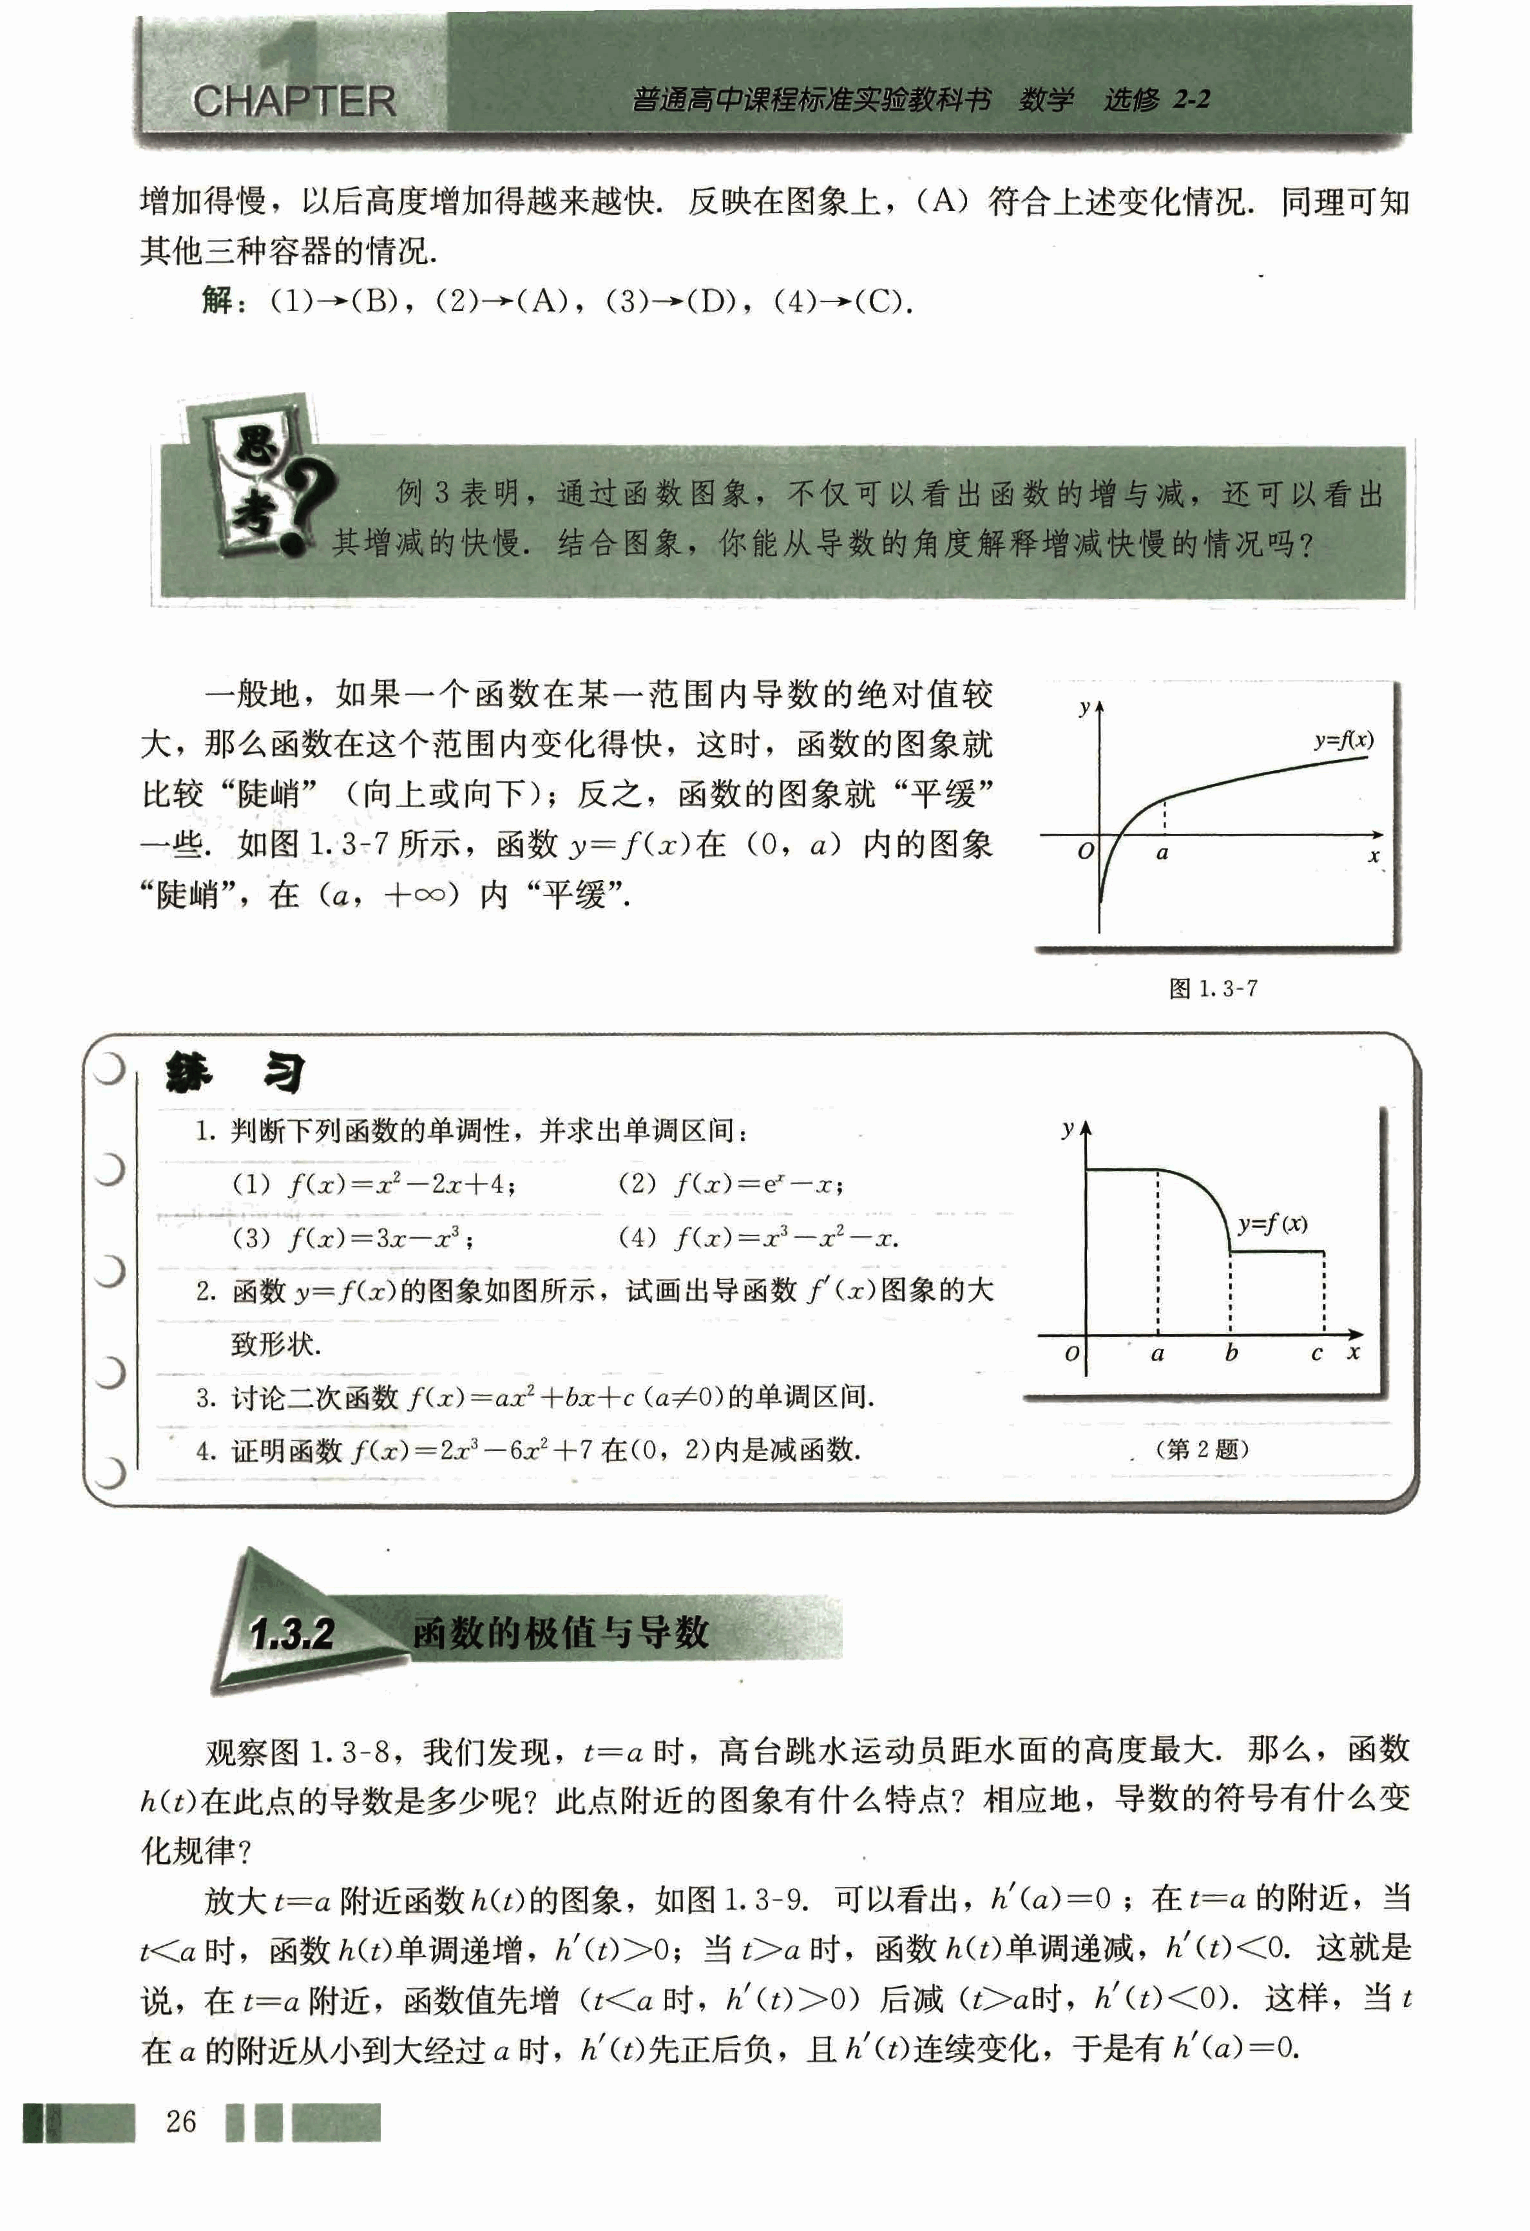 1
CHAPTER
普通高中课程标准实验教科书 数学 选修 2-2
增加得慢，以后高度增加得越来越快．反映在图象上，（A）符合上述变化情况．同理可知
其他三种容器的情况．
解：(1)→(B)，(2)→(A)，(3)→(D)，(4)→(C)．
思考？
例 3 表明，通过函数图象，不仅可以看出函数的增与减，还可以看出
其增减的快慢．结合图象，你能从导数的角度解释增减快慢的情况吗？
一般地，如果一个函数在某一范围内导数的绝对值较
大，那么函数在这个范围内变化得快，这时，函数的图象就
比较“陡峭”（向上或向下）；反之，函数的图象就“平缓”
一些．如图 1.3-7 所示，函数 y=f(x)在（0，a）内的图象
“陡峭”，在（a，+∞）内“平缓”．
y
y=f(x)
O a x
图 1.3-7
练 习
1. 判断下列函数的单调性，并求出单调区间：
（1）f(x)=x²−2x+4；（2）f(x)=eˣ−x；
（3）f(x)=3x−x³；（4）f(x)=x³−x²−x.
2. 函数 y=f(x)的图象如图所示，试画出导函数 f′(x)图象的大
致形状.
3. 讨论二次函数 f(x)=ax²+bx+c (a≠0)的单调区间.
4. 证明函数 f(x)=2x³−6x²+7 在(0，2)内是减函数.
y
y=f(x)
O a b c x
（第 2 题）
1.3.2 函数的极值与导数
观察图 1.3-8，我们发现，t=a 时，高台跳水运动员距水面的高度最大．那么，函数
h(t)在此点的导数是多少呢？此点附近的图象有什么特点？相应地，导数的符号有什么变
化规律？
放大 t=a 附近函数 h(t)的图象，如图 1.3-9．可以看出，h′(a)=0；在 t=a 的附近，当
t<a 时，函数 h(t)单调递增，h′(t)>0；当 t>a 时，函数 h(t)单调递减，h′(t)<0．这就是
说，在 t=a 附近，函数值先增（t<a 时，h′(t)>0）后减（t>a时，h′(t)<0）．这样，当 t
在 a 的附近从小到大经过 a 时，h′(t)先正后负，且 h′(t)连续变化，于是有 h′(a)=0.
26